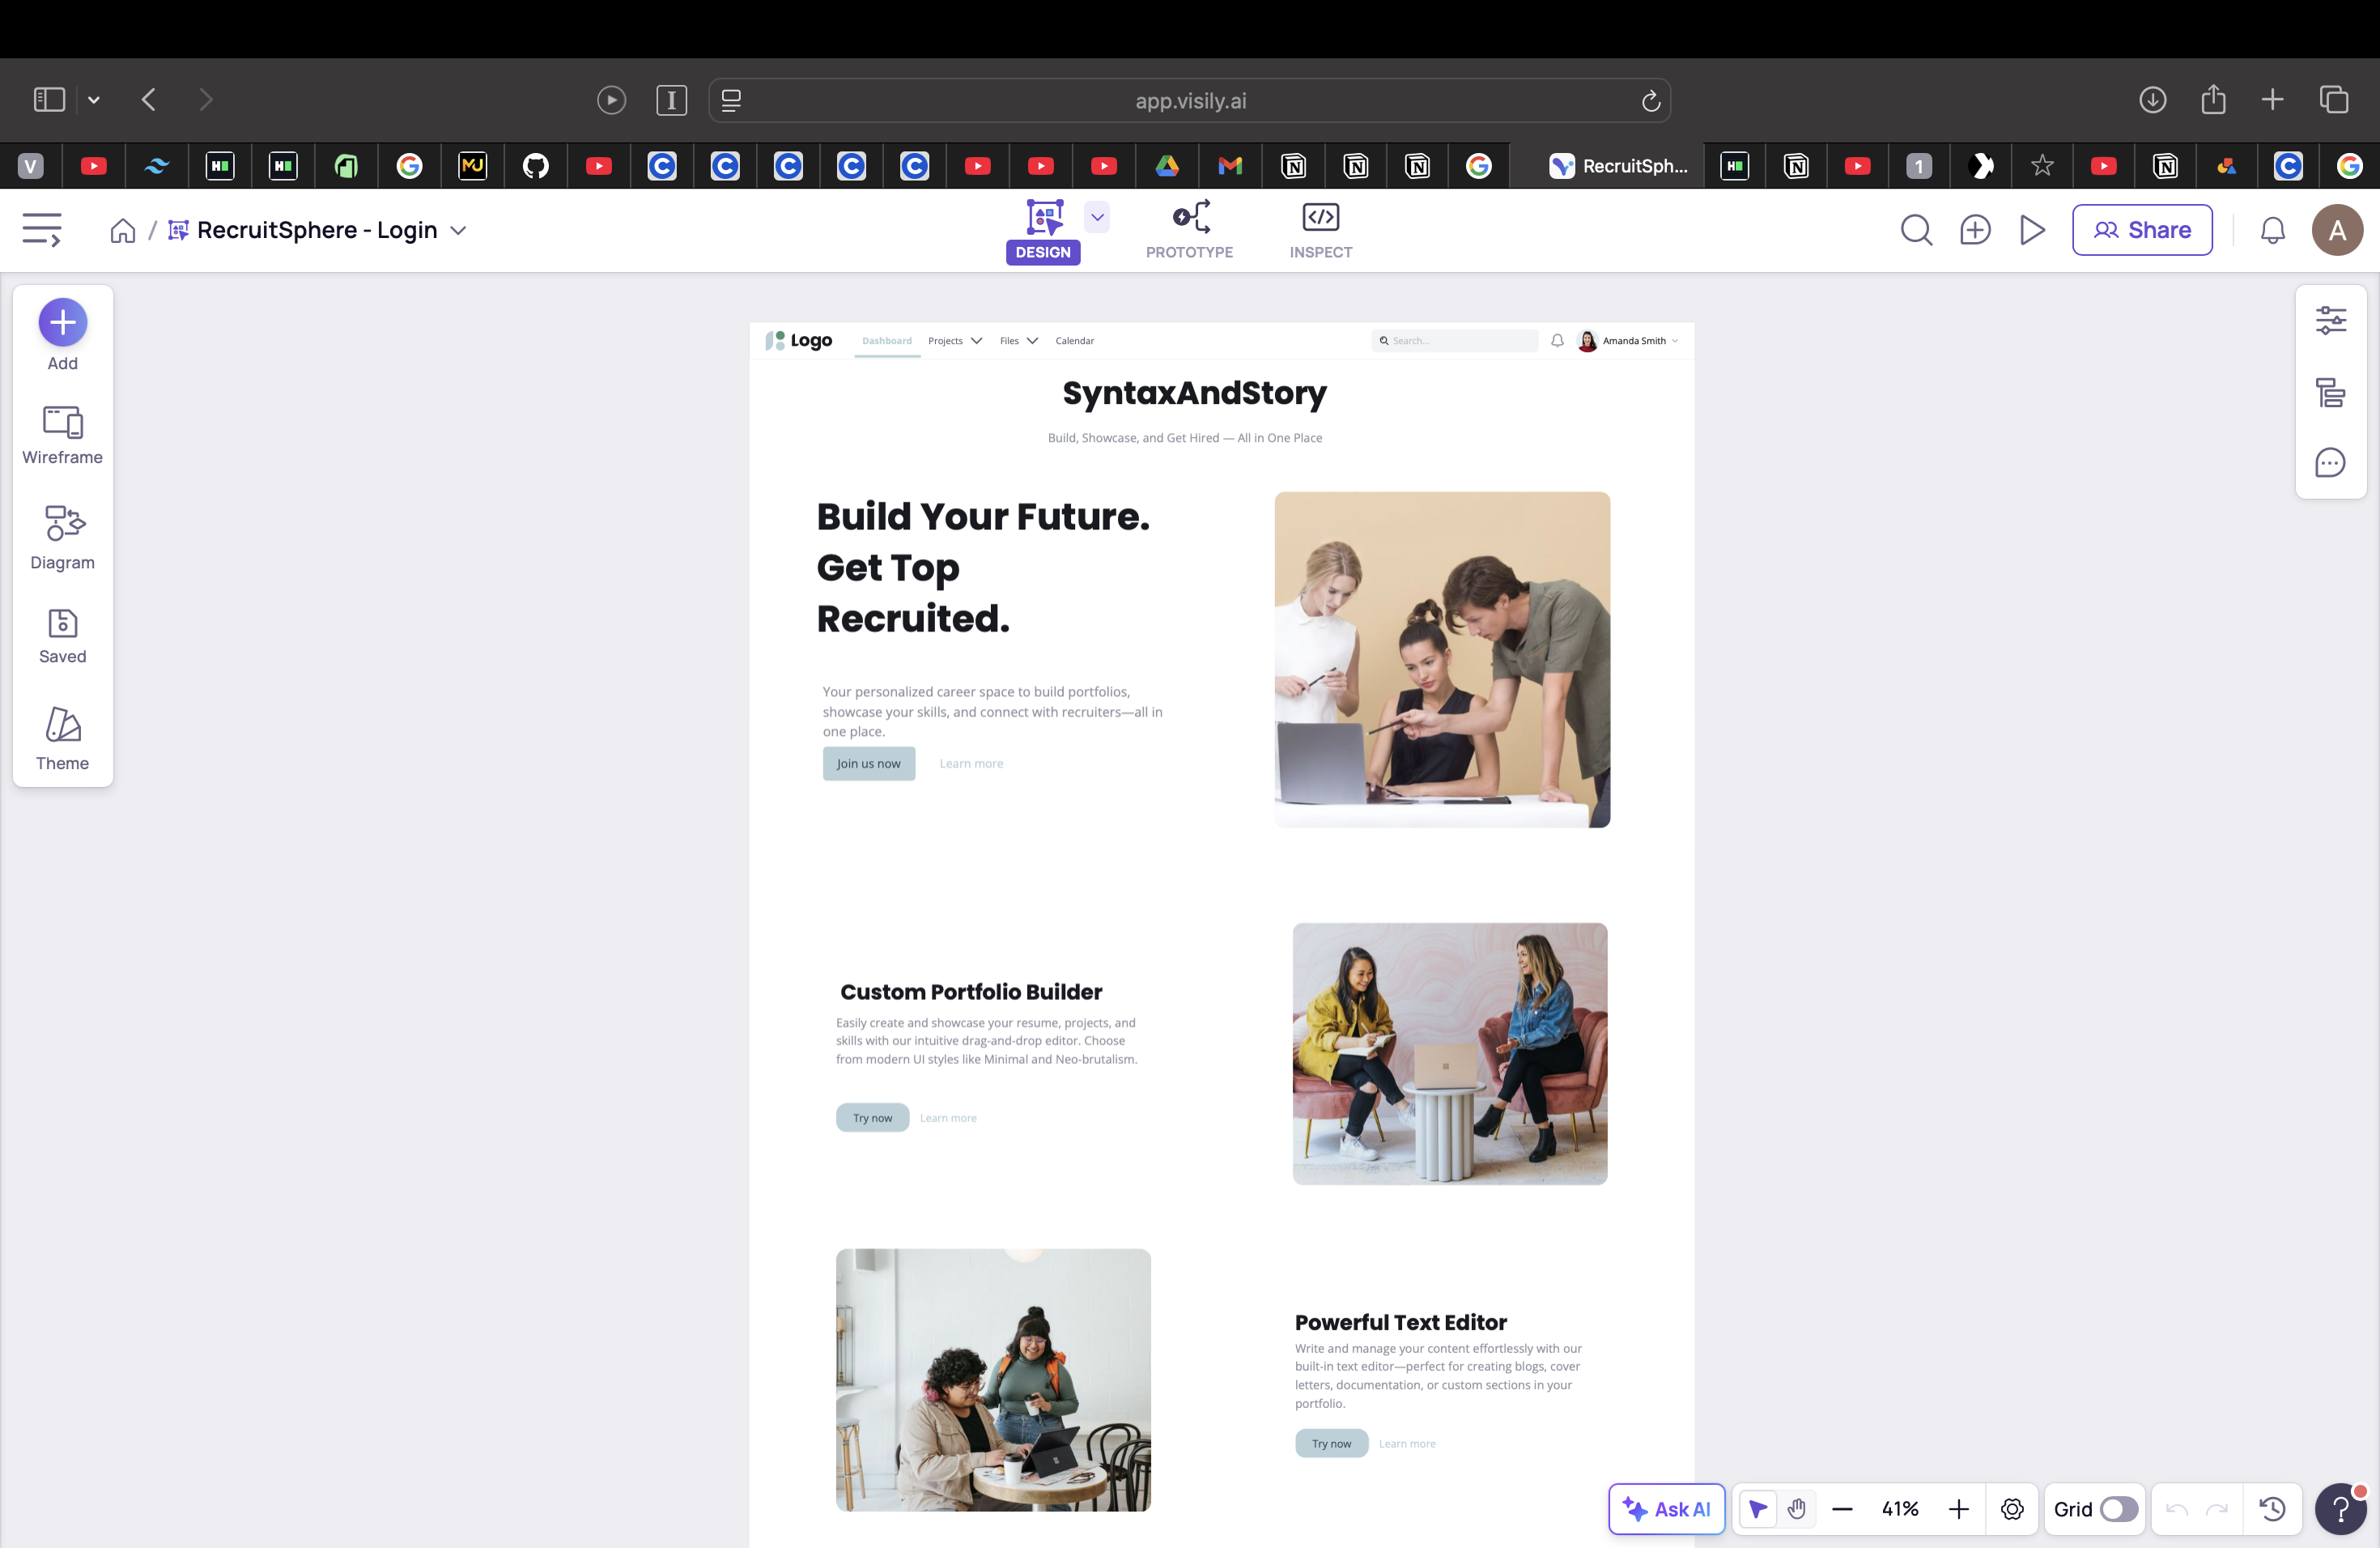 app.visily.ai
V
HE
HE
MJ
RecruitSph...
HE
1
/ RecruitSphere - Login
DESIGN
PROTOTYPE
INSPECT
Share
A
Add
Wireframe
Diagram
Saved
Theme
Logo
Dashboard
Projects
Files
Calendar
Search...
Amanda Smith
SyntaxAndStory
Build, Showcase, and Get Hired — All in One Place
Build Your Future.
Get Top
Recruited.
Your personalized career space to build portfolios,
showcase your skills, and connect with recruiters—all in
one place.
Join us now
Learn more
Custom Portfolio Builder
Easily create and showcase your resume, projects, and
skills with our intuitive drag-and-drop editor. Choose
from modern UI styles like Minimal and Neo-brutalism.
Try now
Learn more
Powerful Text Editor
Write and manage your content effortlessly with our
built-in text editor—perfect for creating blogs, cover
letters, documentation, or custom sections in your
portfolio.
Try now
Learn more
Ask AI
41%
Grid
?